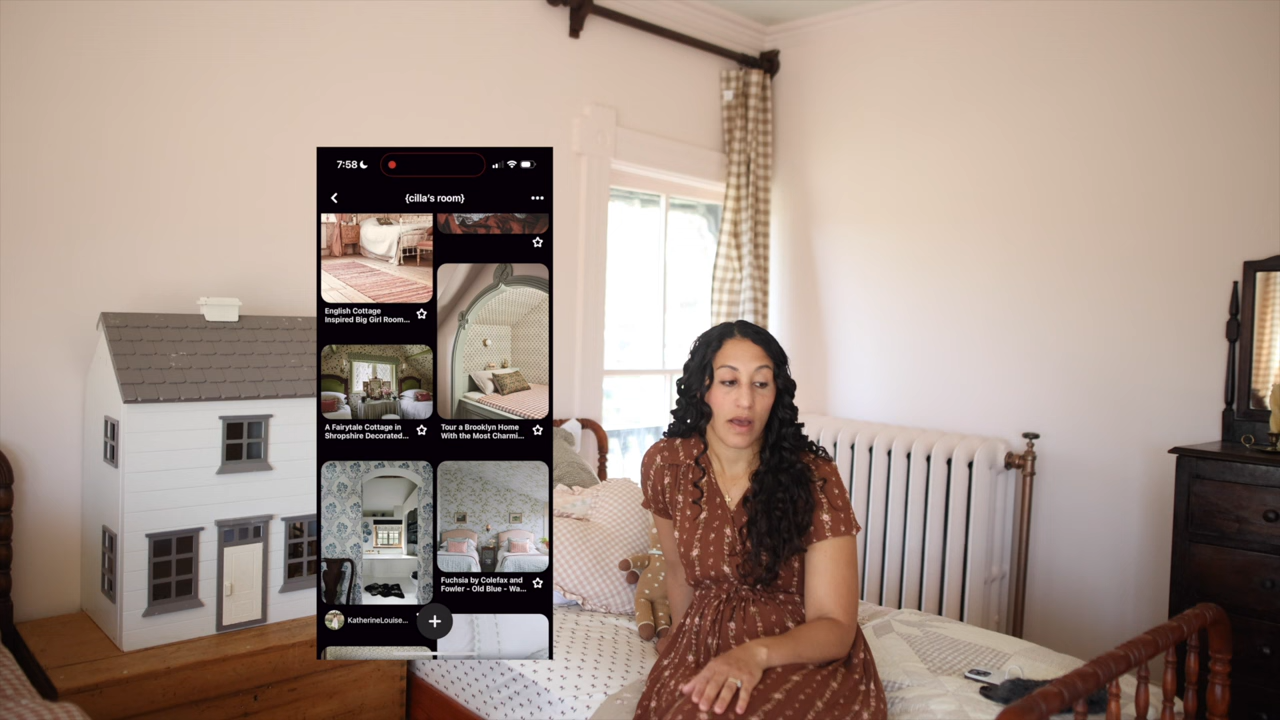 7:58
{cilla's room}
English Cottage
Inspired Big Girl Room...
A Fairytale Cottage in
Shropshire Decorated...
Tour a Brooklyn Home
With the Most Charmi...
Fuchsia by Colefax and
Fowler - Old Blue - Wa...
KatherineLouise...